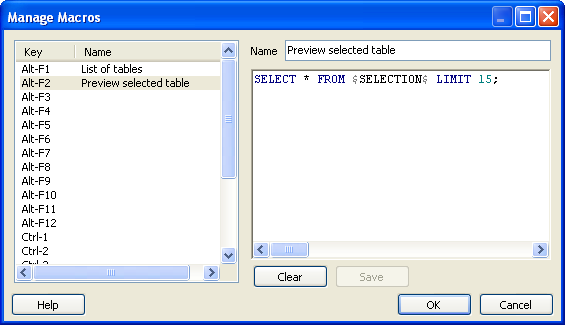 Manage Macros
Key Name
Alt-F1 List of tables
Alt-F2 Preview selected table
Alt-F3
Alt-F4
Alt-F5
Alt-F6
Alt-F7
Alt-F8
Alt-F9
Alt-F10
Alt-F11
Alt-F12
Ctrl-1
Ctrl-2
Name Preview selected table
SELECT * FROM $SELECTION$ LIMIT 15;
Clear Save
Help OK Cancel